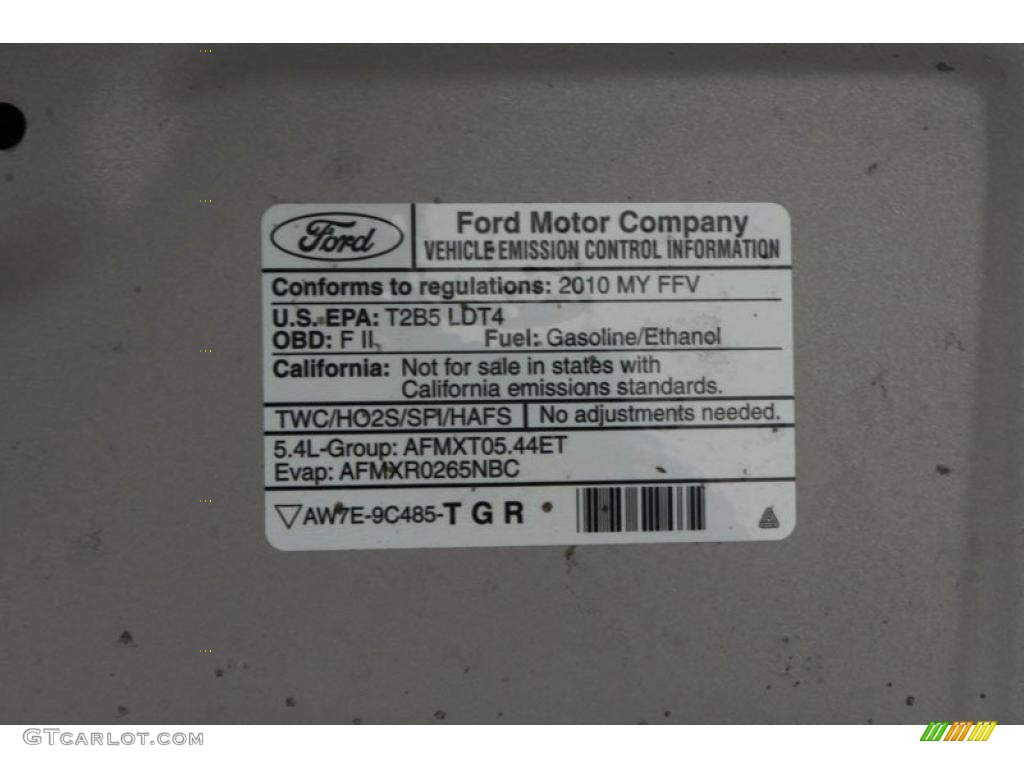 Ford
Ford Motor Company
VEHICLE EMISSION CONTROL INFORMATION
Conforms to regulations: 2010 MY FFV
U.S. EPA: T2B5 LDT4
OBD: F II, Fuel: Gasoline/Ethanol
California: Not for sale in states with
California emissions standards.
TWC/HO2S/SPI/HAFS No adjustments needed.
5.4L-Group: AFMXT05.44ET
Evap: AFMXR0265NBC
AW7E-9C485-T G R
GTCARLOT.COM